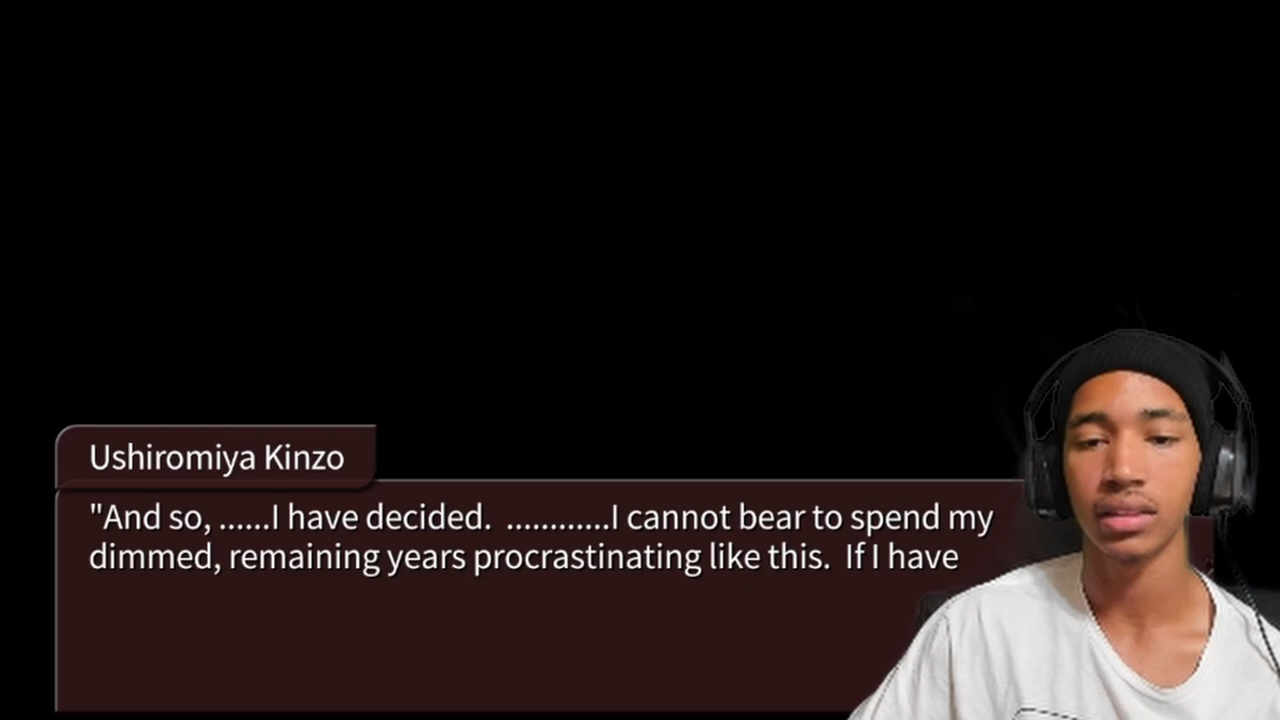 Ushiromiya Kinzo
"And so, ......I have decided.  ............I cannot bear to spend my
dimmed, remaining years procrastinating like this.  If I have